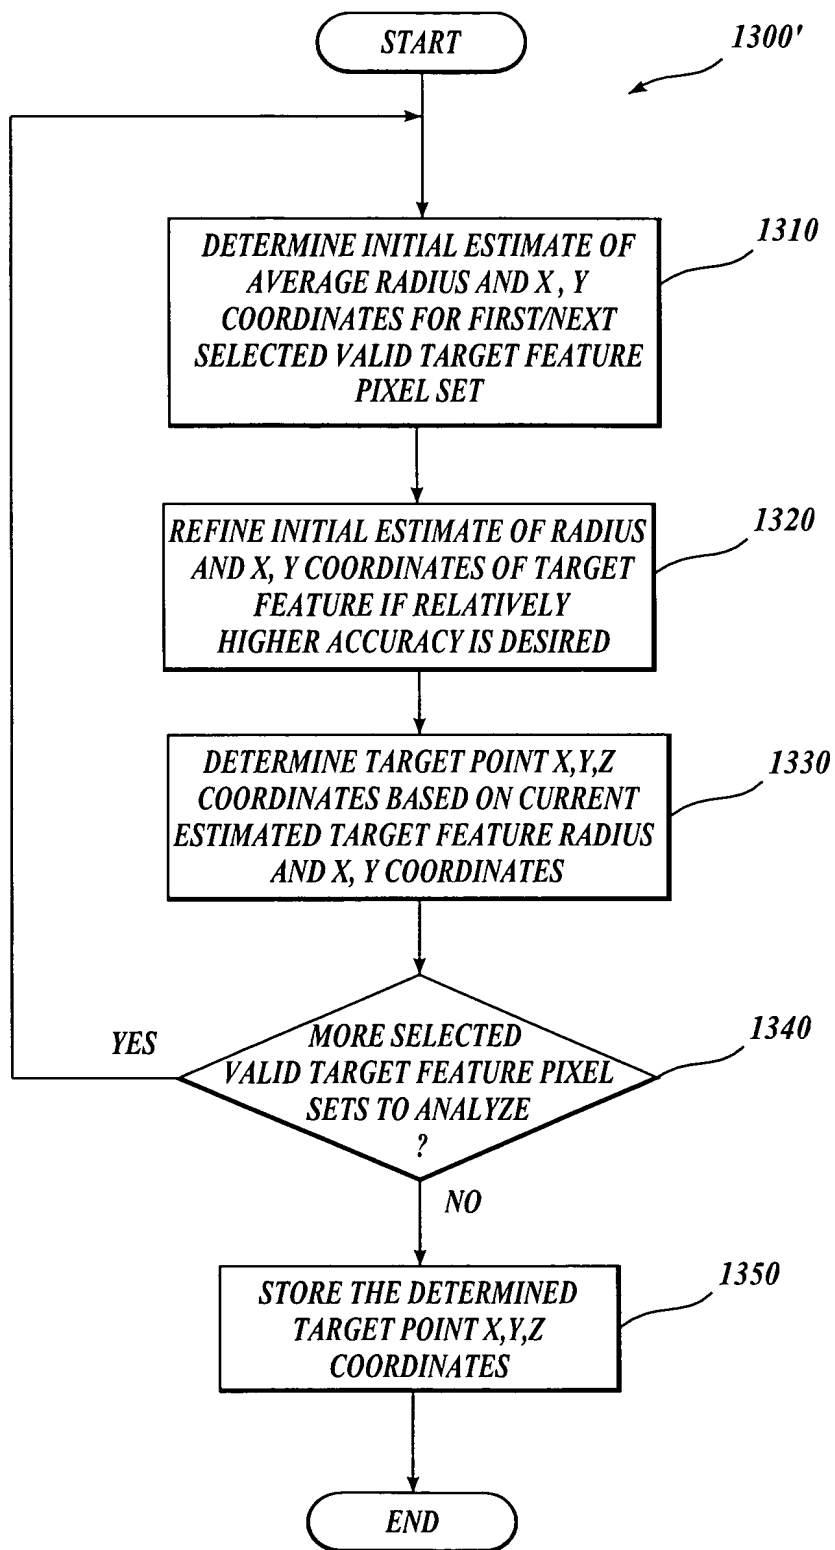 START
1300'
1310
DETERMINE INITIAL ESTIMATE OF
AVERAGE RADIUS AND X , Y
COORDINATES FOR FIRST/NEXT
SELECTED VALID TARGET FEATURE
PIXEL SET
1320
REFINE INITIAL ESTIMATE OF RADIUS
AND X, Y COORDINATES OF TARGET
FEATURE IF RELATIVELY
HIGHER ACCURACY IS DESIRED
1330
DETERMINE TARGET POINT X,Y,Z
COORDINATES BASED ON CURRENT
ESTIMATED TARGET FEATURE RADIUS
AND X, Y COORDINATES
1340
YES
MORE SELECTED
VALID TARGET FEATURE PIXEL
SETS TO ANALYZE
?
NO
1350
STORE THE DETERMINED
TARGET POINT X,Y,Z
COORDINATES
END